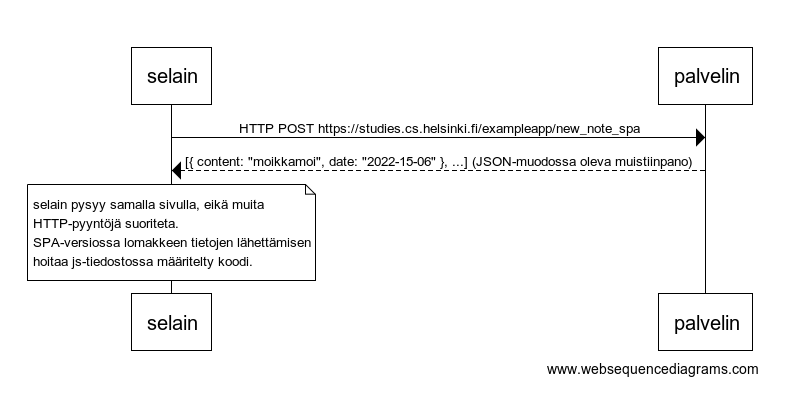 selain
palvelin
HTTP POST https://studies.cs.helsinki.fi/exampleapp/new_note_spa
[{ content: "moikkamoi", date: "2022-15-06" }, ...] (JSON-muodossa oleva muistiinpano)
selain pysyy samalla sivulla, eikä muita
HTTP-pyyntöjä suoriteta.
SPA-versiossa lomakkeen tietojen lähettämisen
hoitaa js-tiedostossa määritelty koodi.
selain
palvelin
www.websequencediagrams.com